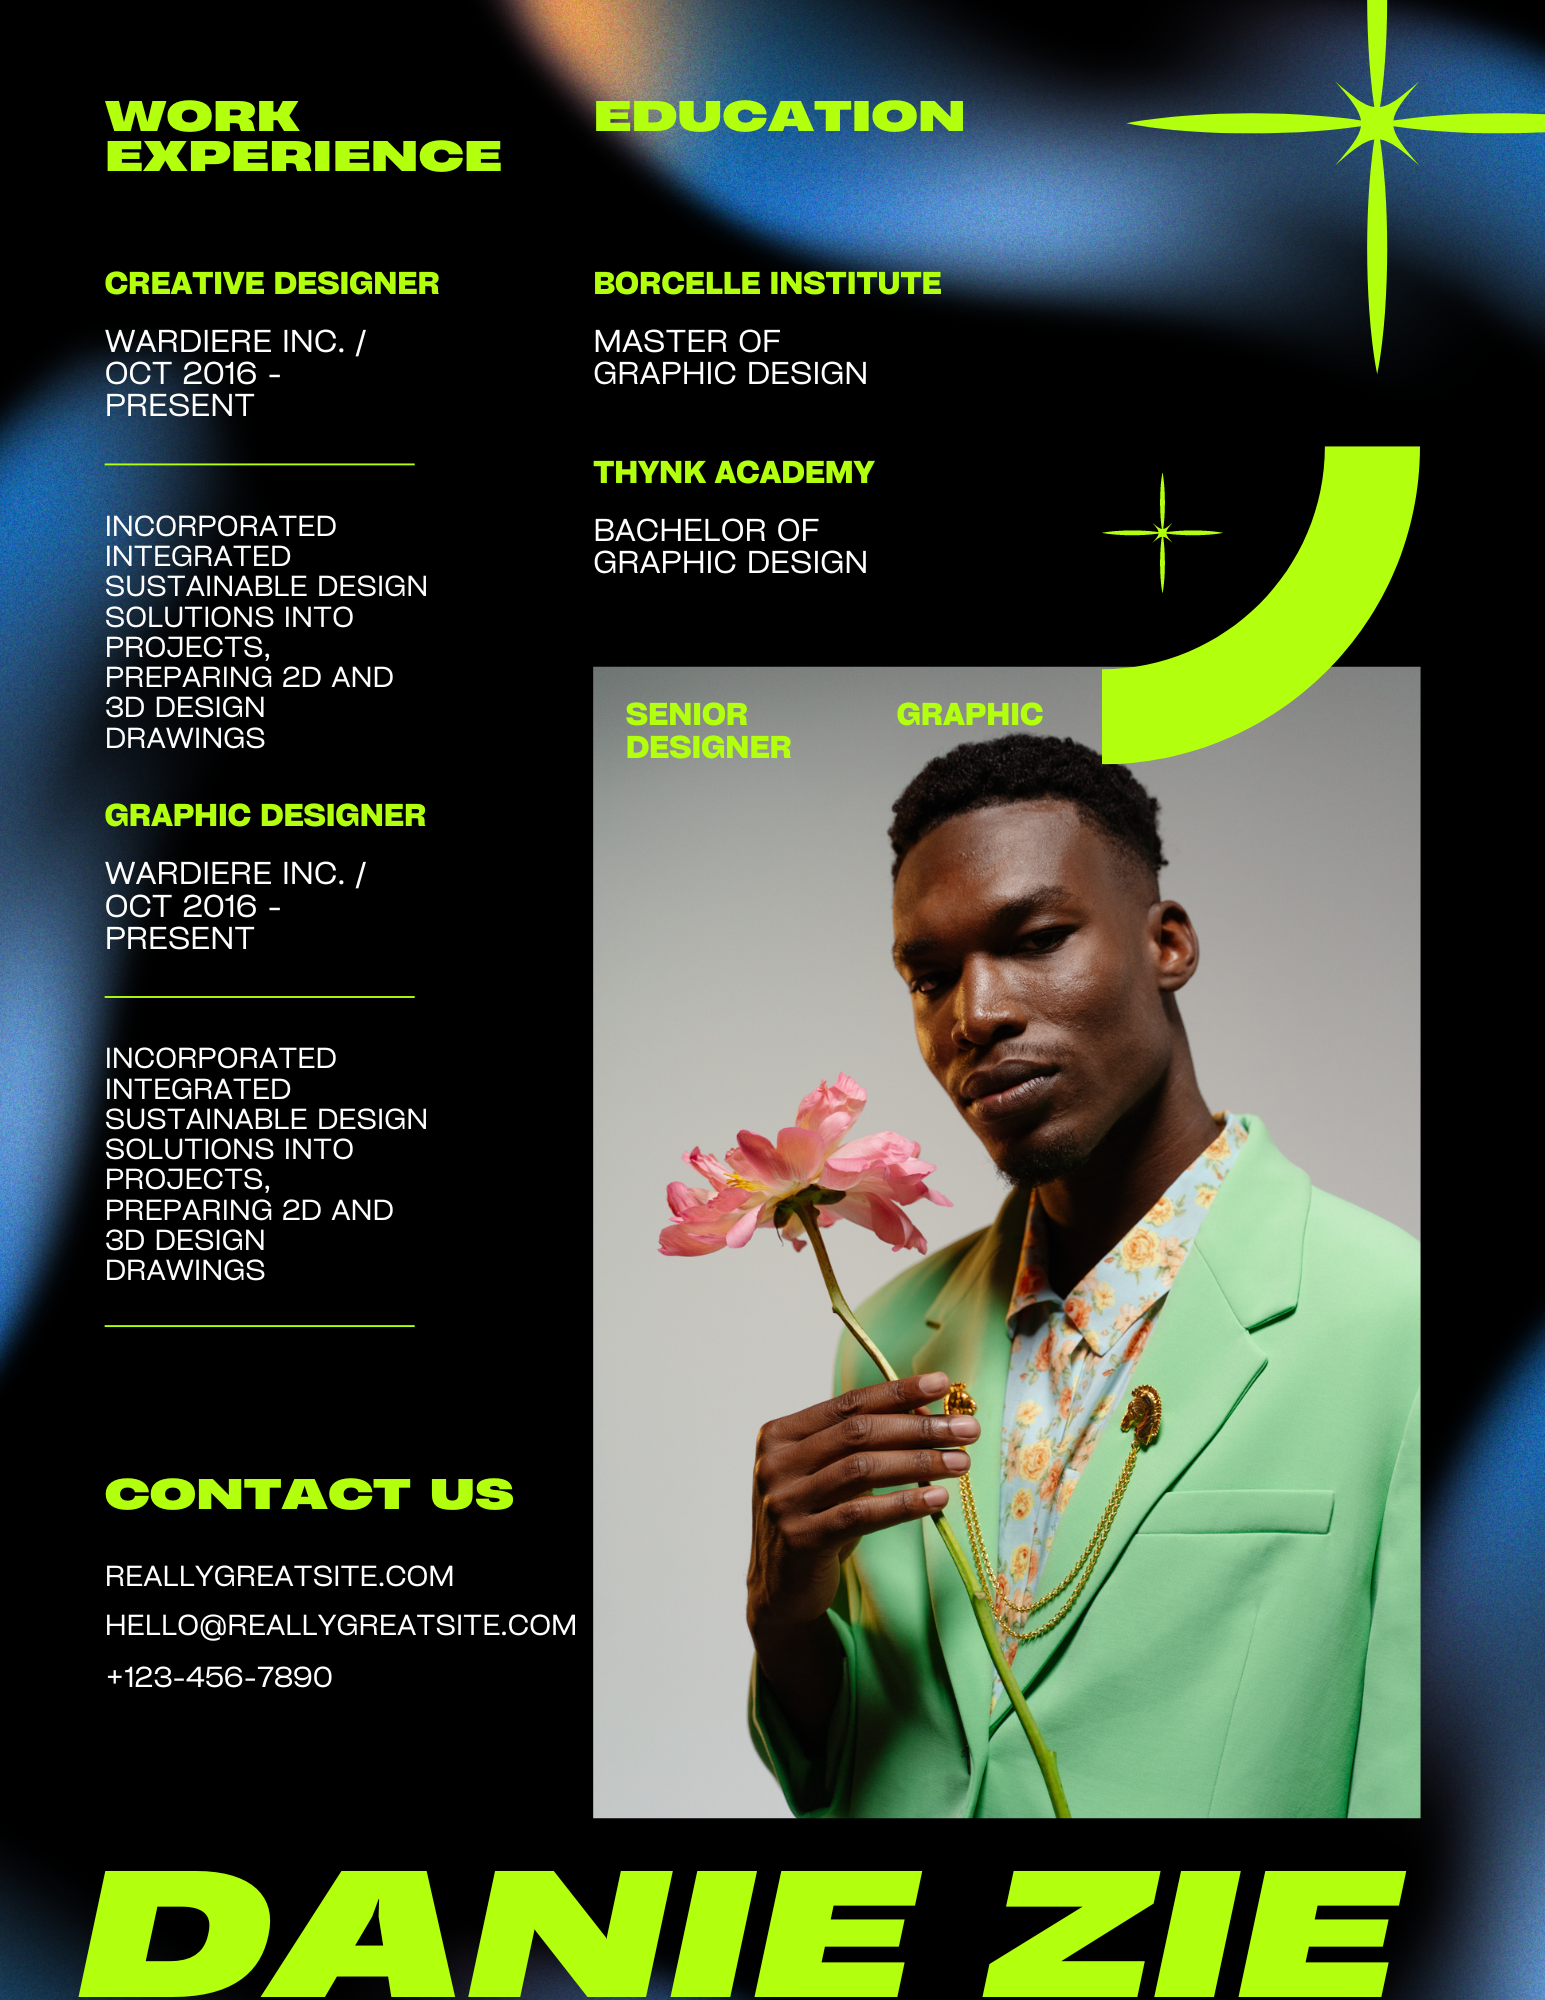 WORK
EXPERIENCE
CREATIVE DESIGNER
WARDIERE INC. /
OCT 2016 -
PRESENT
INCORPORATED
INTEGRATED
SUSTAINABLE DESIGN
SOLUTIONS INTO
PROJECTS,
PREPARING 2D AND
3D DESIGN
DRAWINGS
GRAPHIC DESIGNER
WARDIERE INC. /
OCT 2016 -
PRESENT
INCORPORATED
INTEGRATED
SUSTAINABLE DESIGN
SOLUTIONS INTO
PROJECTS,
PREPARING 2D AND
3D DESIGN
DRAWINGS
CONTACT US
REALLYGREATSITE.COM
HELLO@REALLYGREATSITE.COM
+123-456-7890
EDUCATION
BORCELLE INSTITUTE
MASTER OF
GRAPHIC DESIGN
THYNK ACADEMY
BACHELOR OF
GRAPHIC DESIGN
SENIOR GRAPHIC
DESIGNER
DANIE ZIE